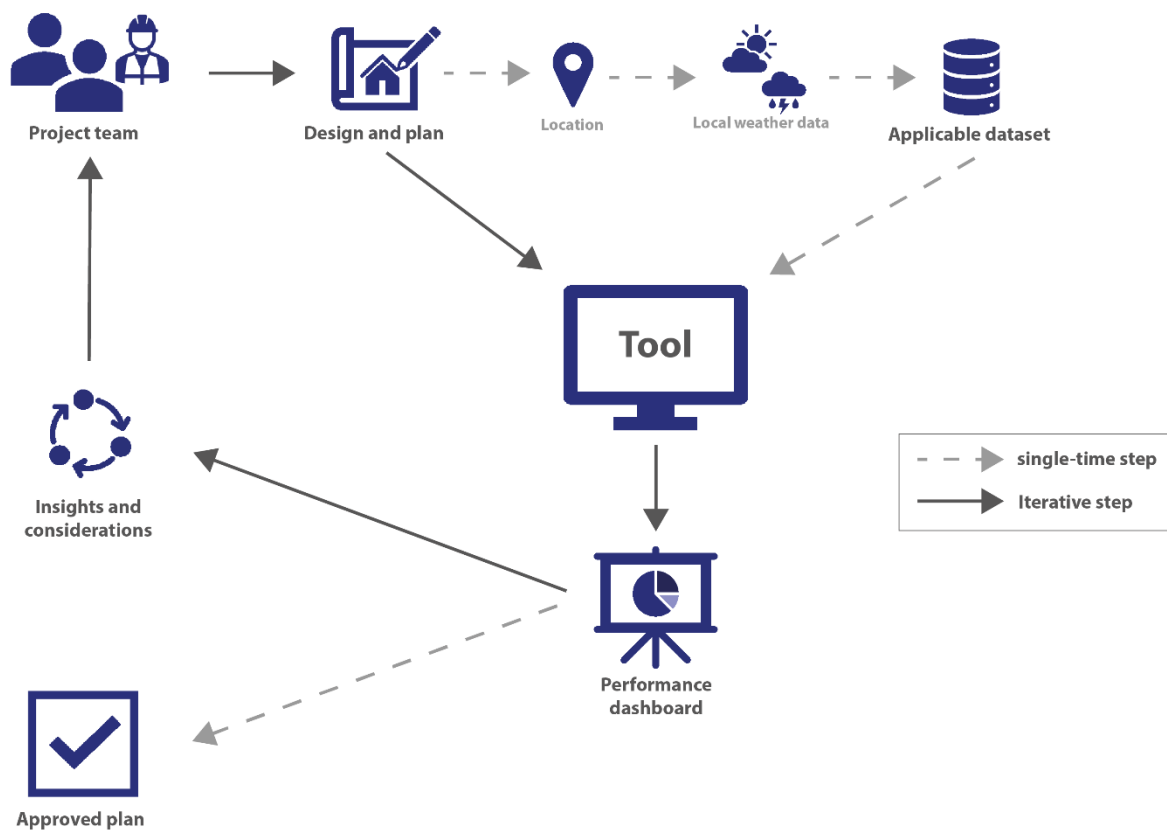 Project team
Design and plan
Location
Local weather data
Applicable dataset
Tool
single-time step
Iterative step
Insights and
considerations
Performance
dashboard
Approved plan